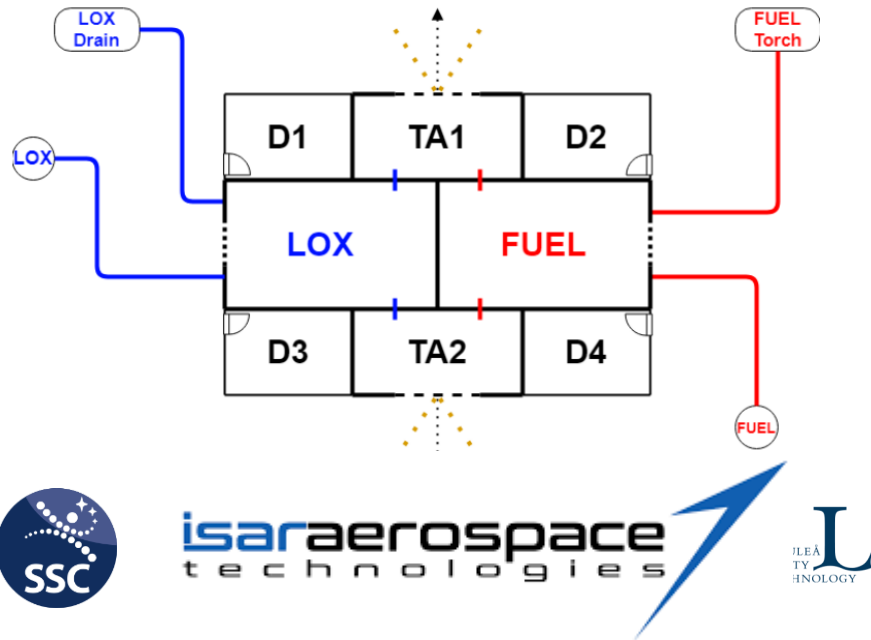 LOX
Drain
FUEL
Torch
D1
TA1
D2
LOX
LOX
FUEL
D3
TA2
D4
FUEL
SSC
isaraerospace
technologies
L
TY
HNOLOGY